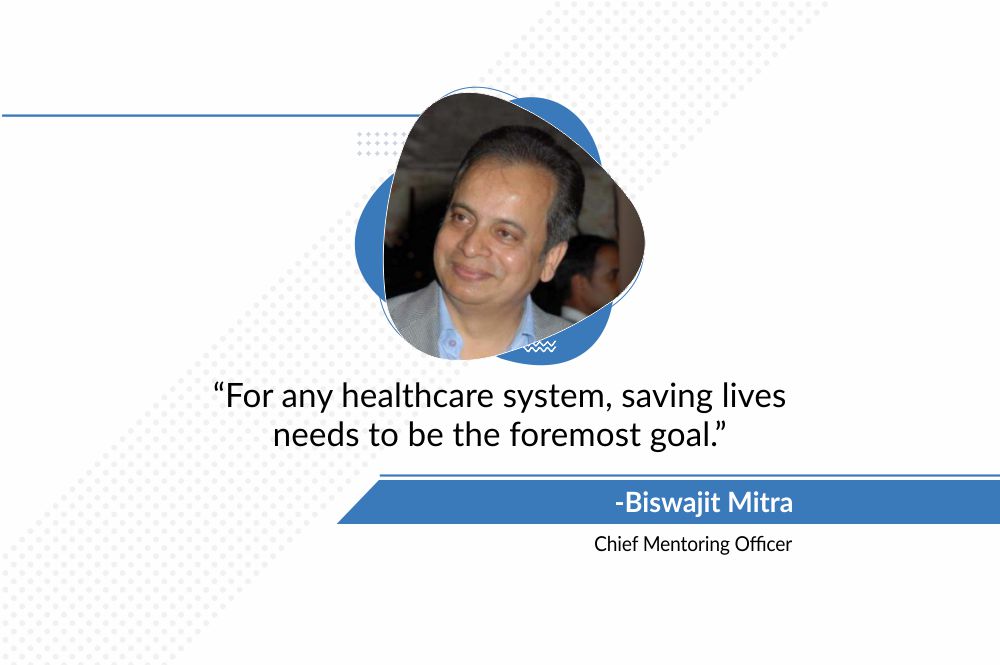 “For any healthcare system, saving lives
needs to be the foremost goal.”
-Biswajit Mitra
Chief Mentoring Officer